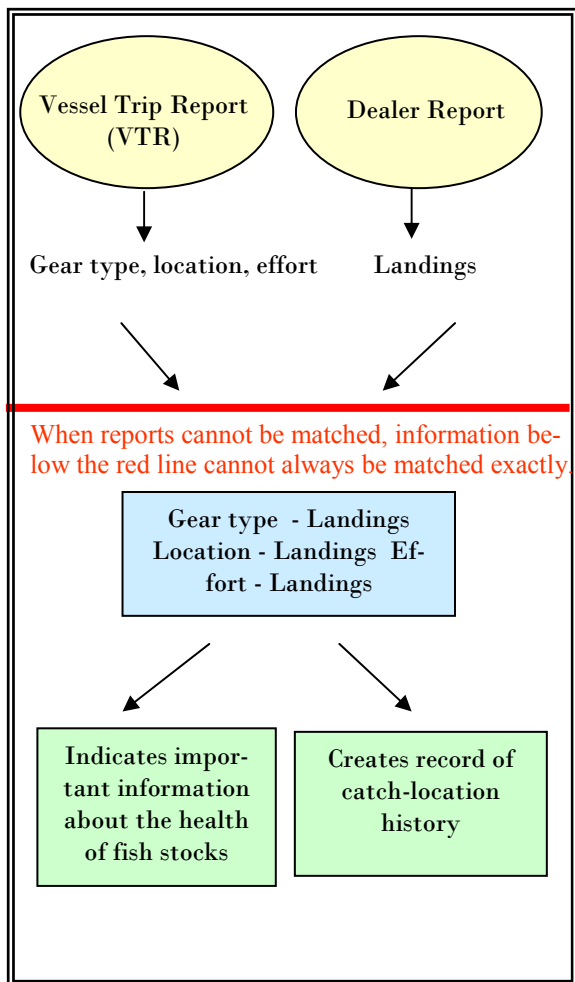 Vessel Trip Report
(VTR)
Dealer Report
Gear type, location, effort
Landings
When reports cannot be matched, information be-
low the red line cannot always be matched exactly.
Gear type - Landings
Location - Landings Ef-
fort - Landings
Indicates impor-
tant information
about the health
of fish stocks
Creates record of
catch-location
history